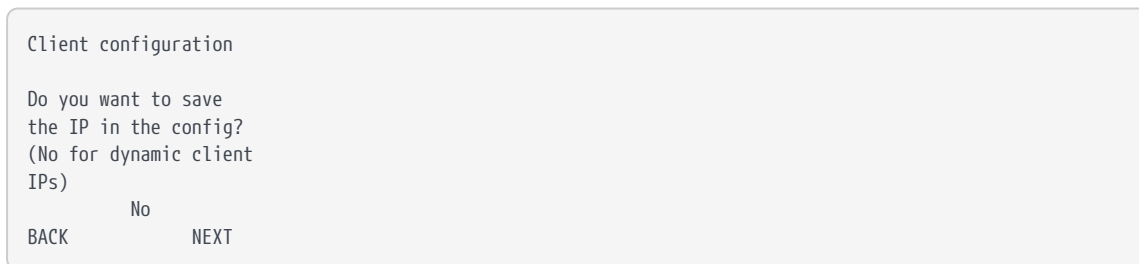 Client configuration
Do you want to save
the IP in the config?
(No for dynamic client
IPs)
No
BACK NEXT